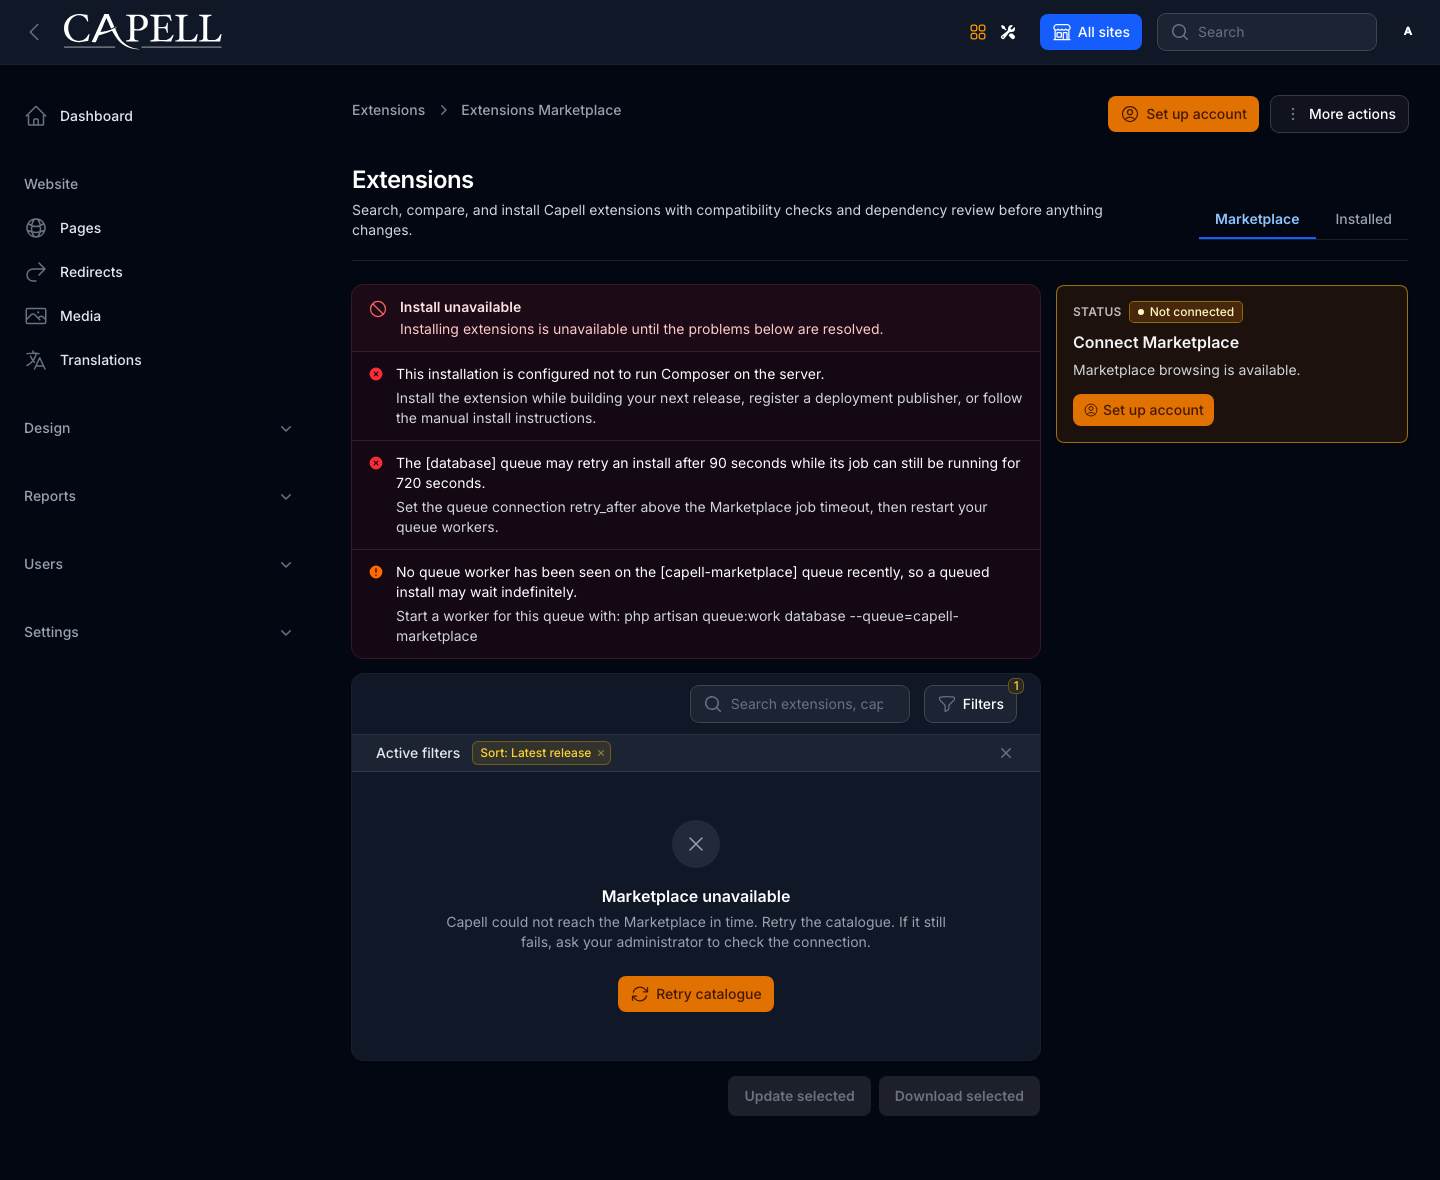 CAPELL
All sites
Search
A
Dashboard
Website
Pages
Redirects
Media
Translations
Design
Reports
Users
Settings
Extensions
Extensions Marketplace
Set up account
More actions
Extensions
Search, compare, and install Capell extensions with compatibility checks and dependency review before anything
changes.
Marketplace
Installed
Install unavailable
Installing extensions is unavailable until the problems below are resolved.
This installation is configured not to run Composer on the server.
Install the extension while building your next release, register a deployment publisher, or follow
the manual install instructions.
The [database] queue may retry an install after 90 seconds while its job can still be running for
720 seconds.
Set the queue connection retry_after above the Marketplace job timeout, then restart your
queue workers.
No queue worker has been seen on the [capell-marketplace] queue recently, so a queued
install may wait indefinitely.
Start a worker for this queue with: php artisan queue:work database --queue=capell-
marketplace
STATUS
Not connected
Connect Marketplace
Marketplace browsing is available.
Set up account
Search extensions, cap
Filters
1
Active filters
Sort: Latest release
Marketplace unavailable
Capell could not reach the Marketplace in time. Retry the catalogue. If it still
fails, ask your administrator to check the connection.
Retry catalogue
Update selected
Download selected